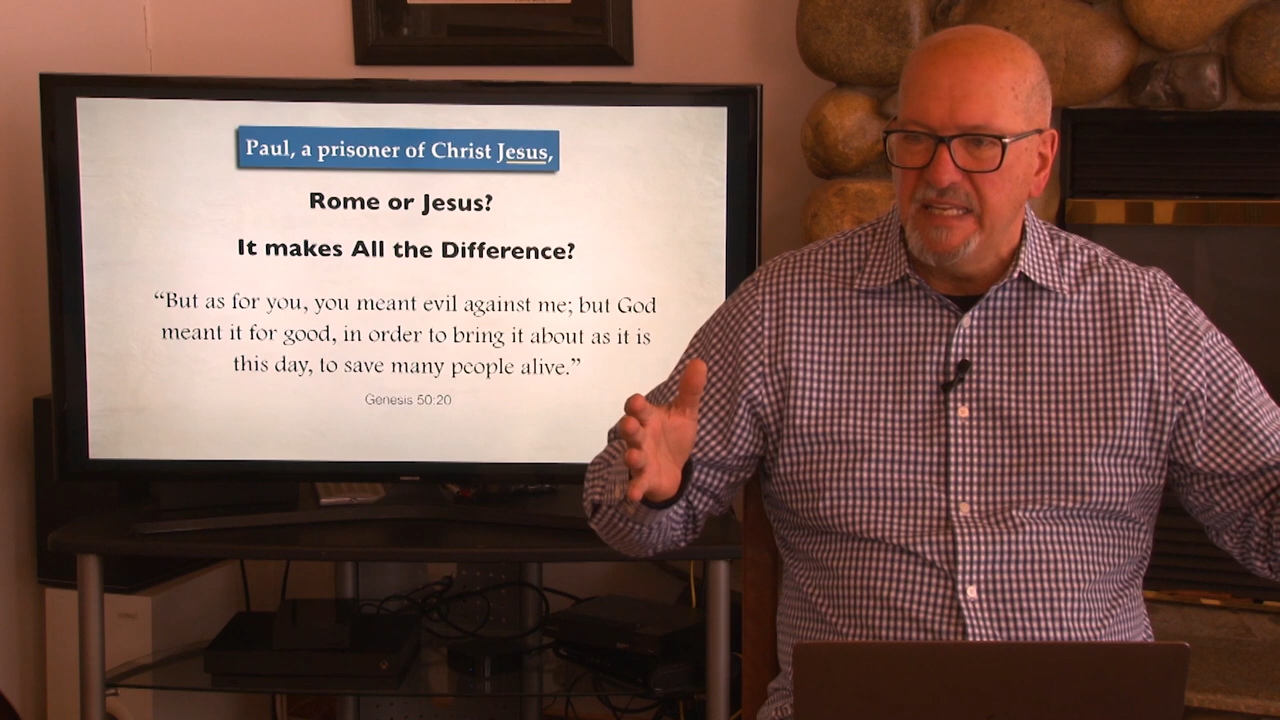 Paul, a prisoner of Christ Jesus,
Rome or Jesus?
It makes All the Difference?
“But as for you, you meant evil against me; but God
meant it for good, in order to bring it about as it is
this day, to save many people alive.”
Genesis 50:20